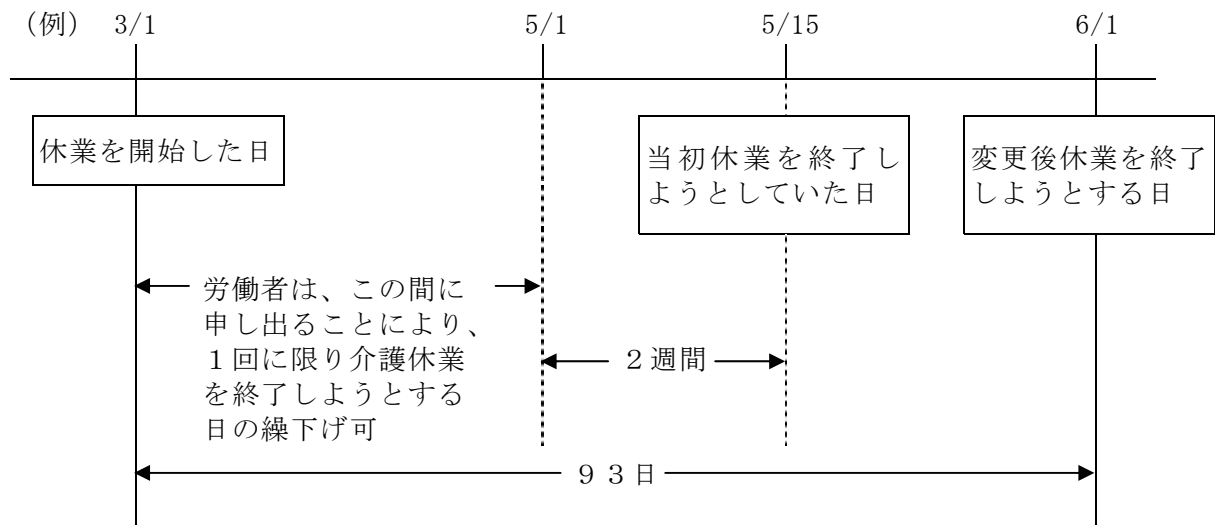 (例) 3/1 5/1 5/15 6/1
休業を開始した日
当初休業を終了し
ようとしていた日
変更後休業を終了
しようとする日
労働者は、この間に
申し出ることにより、
１回に限り介護休業
を終了しようとする
日の繰下げ可
２週間
９３日